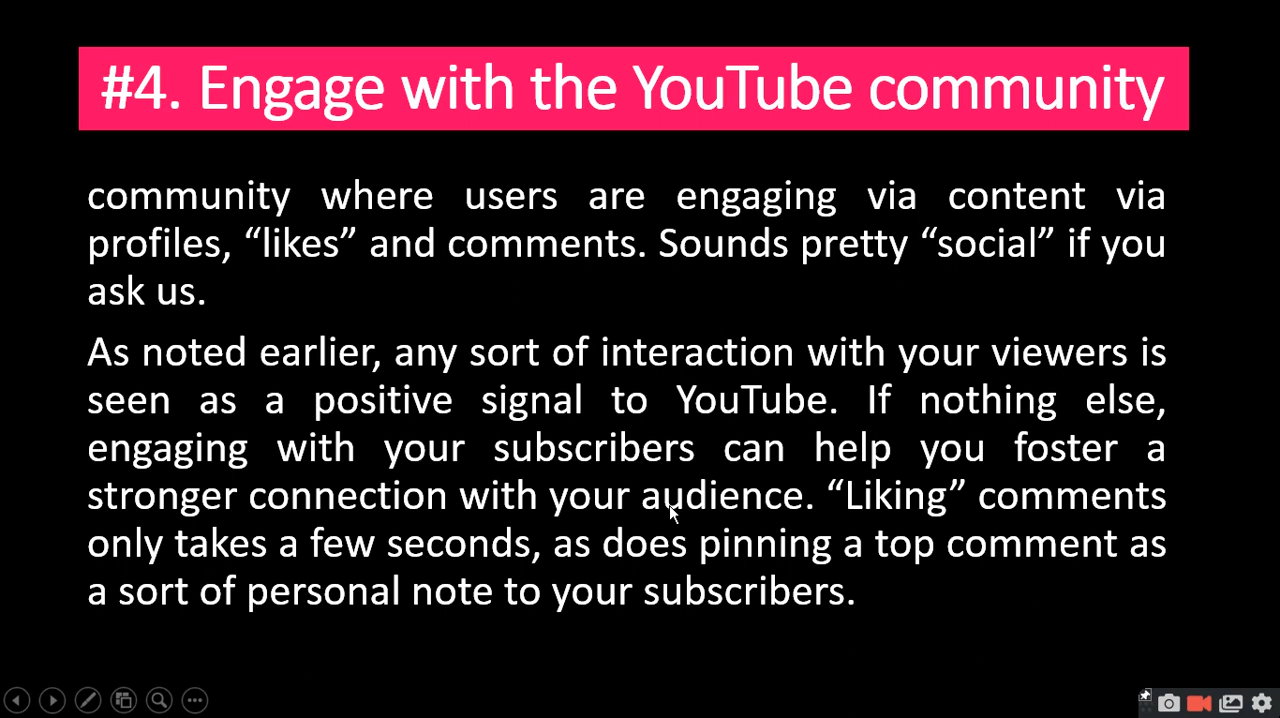 #4. Engage with the YouTube community
community where users are engaging via content via
profiles, “likes” and comments. Sounds pretty “social” if you
ask us.
As noted earlier, any sort of interaction with your viewers is
seen as a positive signal to YouTube. If nothing else,
engaging with your subscribers can help you foster a
stronger connection with your audience. “Liking” comments
only takes a few seconds, as does pinning a top comment as
a sort of personal note to your subscribers.